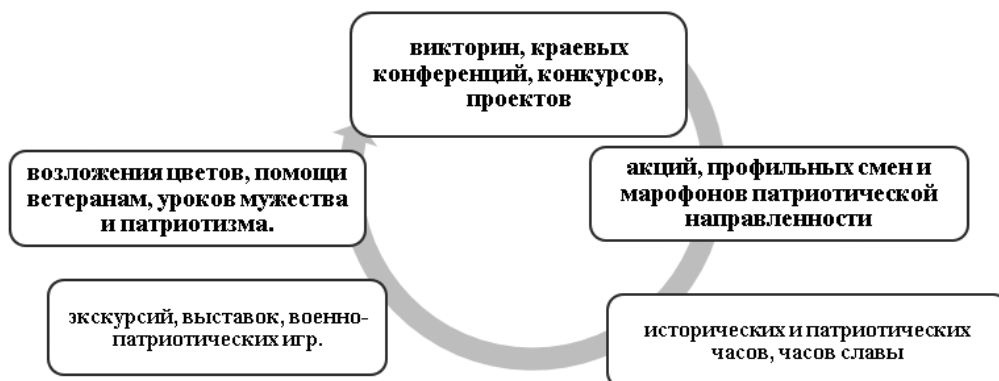 викторин, краевых
конференций, конкурсов,
проектов
акций, профильных смен и
марофонов патриотической
направленности
исторических и патриотических
часов, часов славы
экскурсий, выставок, военно-
патриотических игр.
возложения цветов, помощи
ветеранам, уроков мужества
и патриотизма.